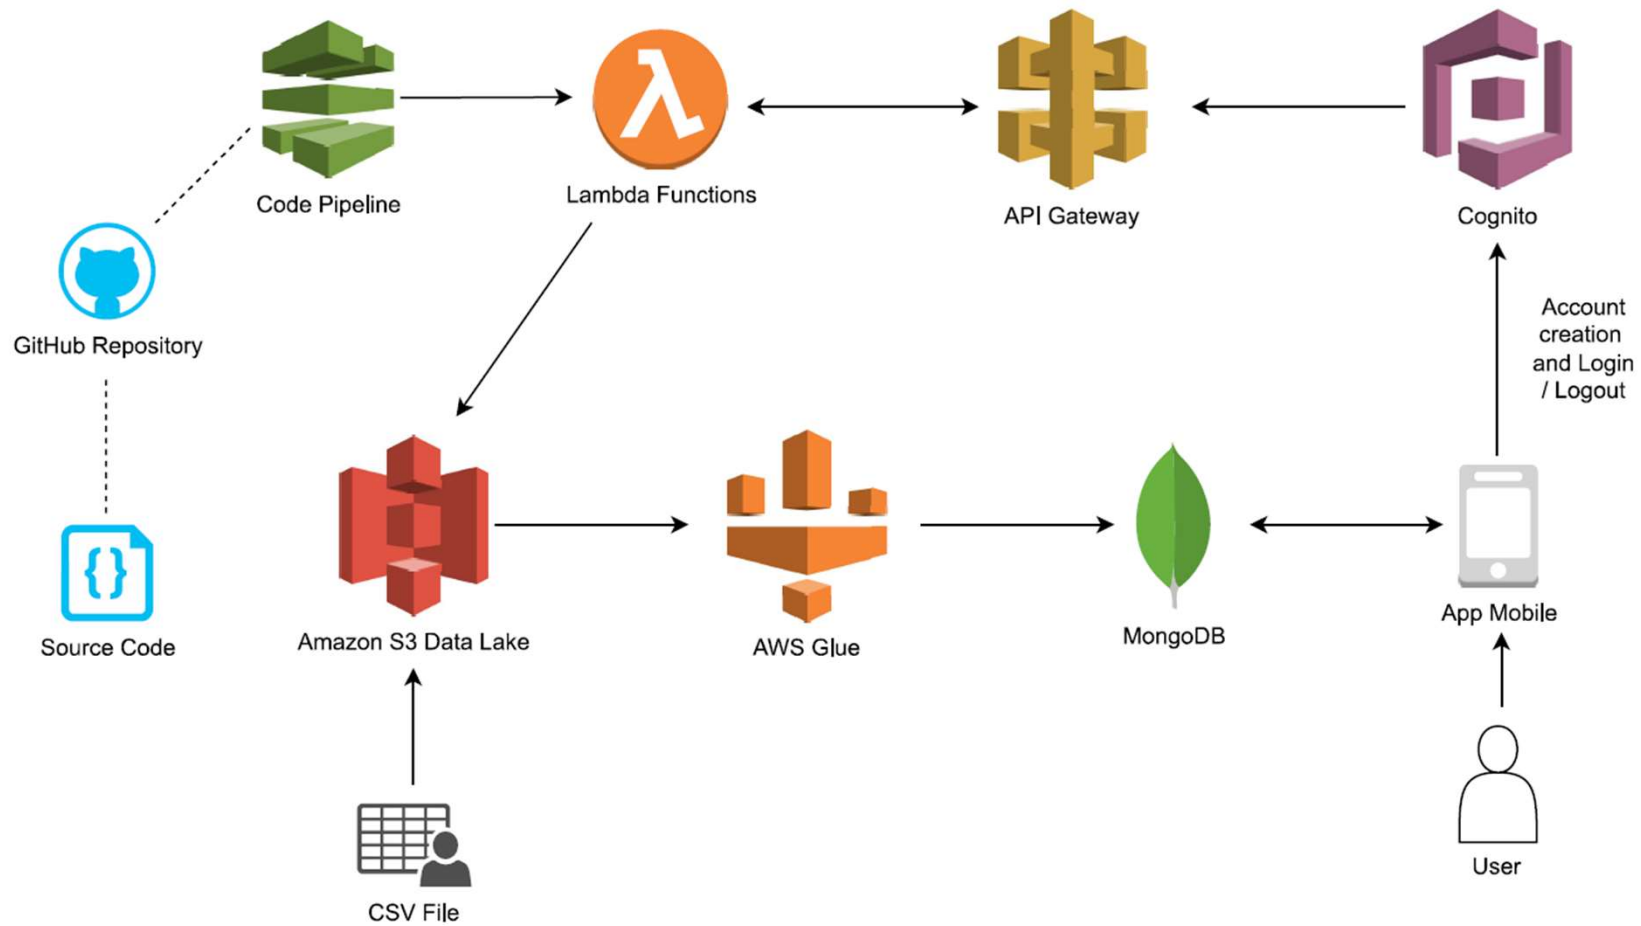 Code Pipeline
Lambda Functions
API Gateway
Cognito
GitHub Repository
Account
creation
and Login
/ Logout
Source Code
{}
Amazon S3 Data Lake
AWS Glue
MongoDB
App Mobile
CSV File
User